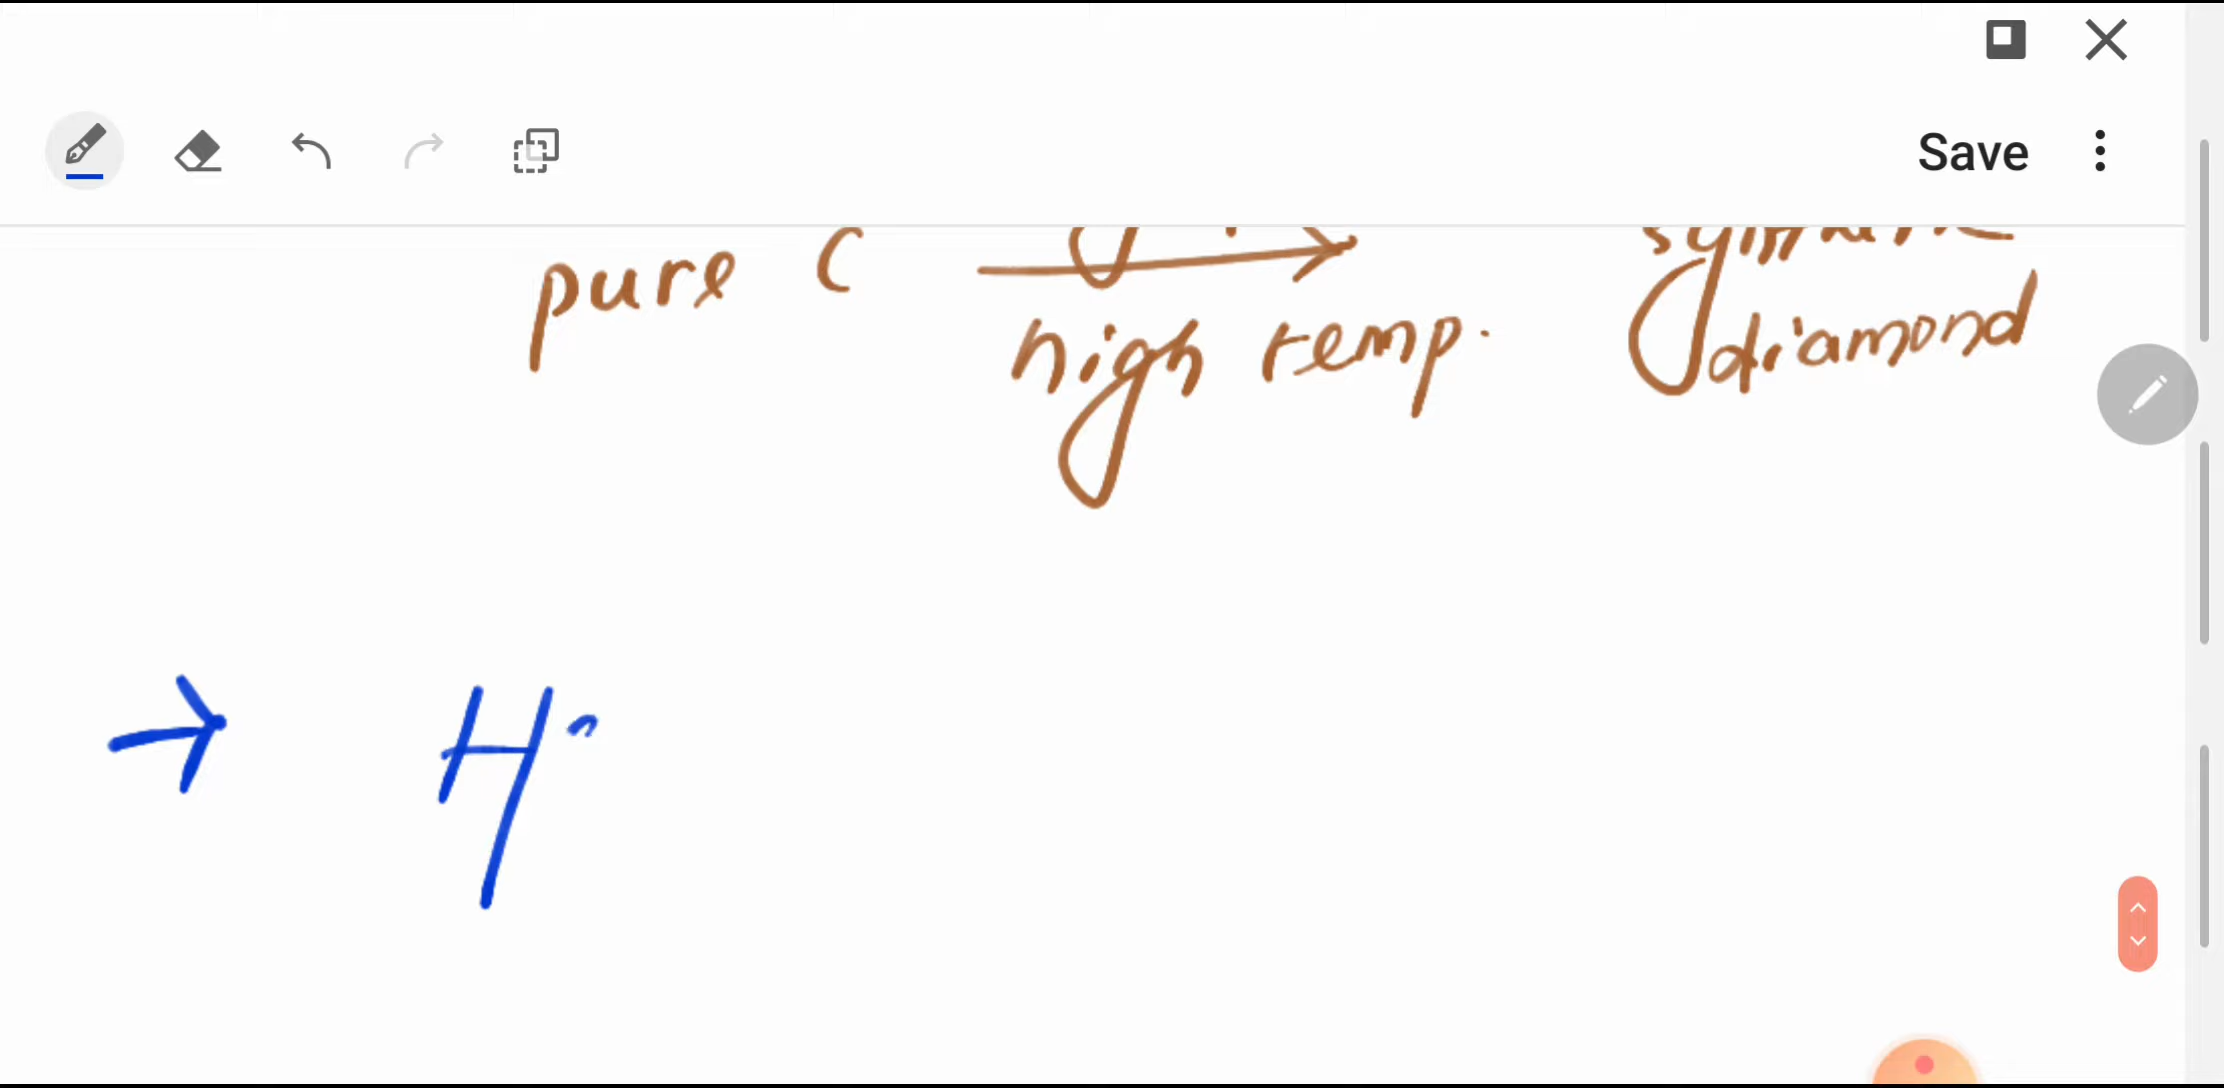 Save
pure C
high temp.
diamond
→ H